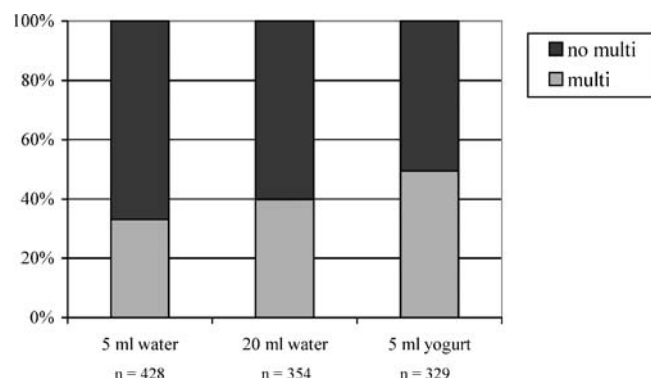 100%
80%
60%
40%
20%
0%
5 ml water
20 ml water
5 ml yogurt
n = 428
n = 354
n = 329
no multi
multi